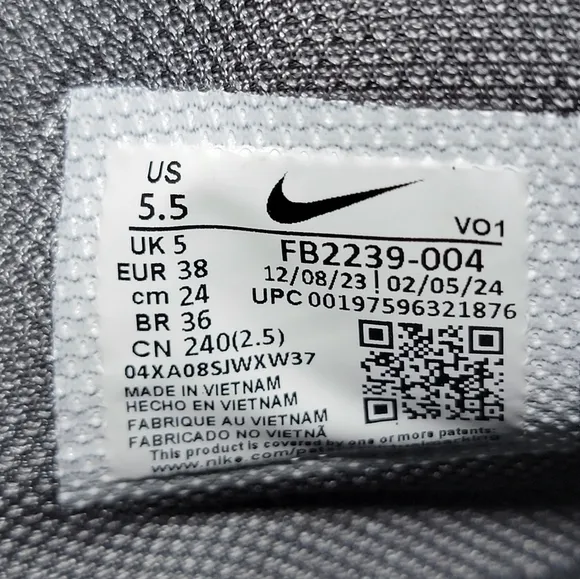 US
5.5
VO1
UK 5
FB2239-004
EUR 38
12/08/23 | 02/05/24
cm 24
UPC 00197596321876
BR 36
CN 240(2.5)
04XA08SJWXW37
MADE IN VIETNAM
HECHO EN VIETNAM
FABRIQUE AU VIETNAM
FABRICADO NO VIETNÃ
This product is covered by one or more patents:
www.nike.com/